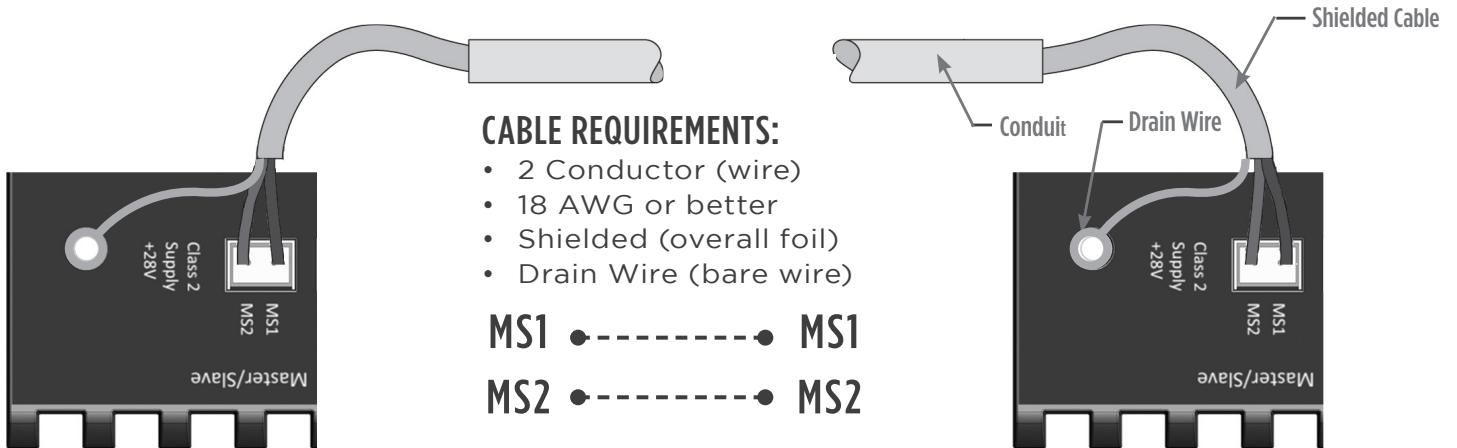 Shielded Cable
Conduit
Drain Wire
CABLE REQUIREMENTS:
• 2 Conductor (wire)
• 18 AWG or better
• Shielded (overall foil)
• Drain Wire (bare wire)
MS1 MS1
MS2 MS2
Class 2
Supply
+28V
MS1
MS2
Master/Slave
Class 2
Supply
+28V
MS1
MS2
Master/Slave